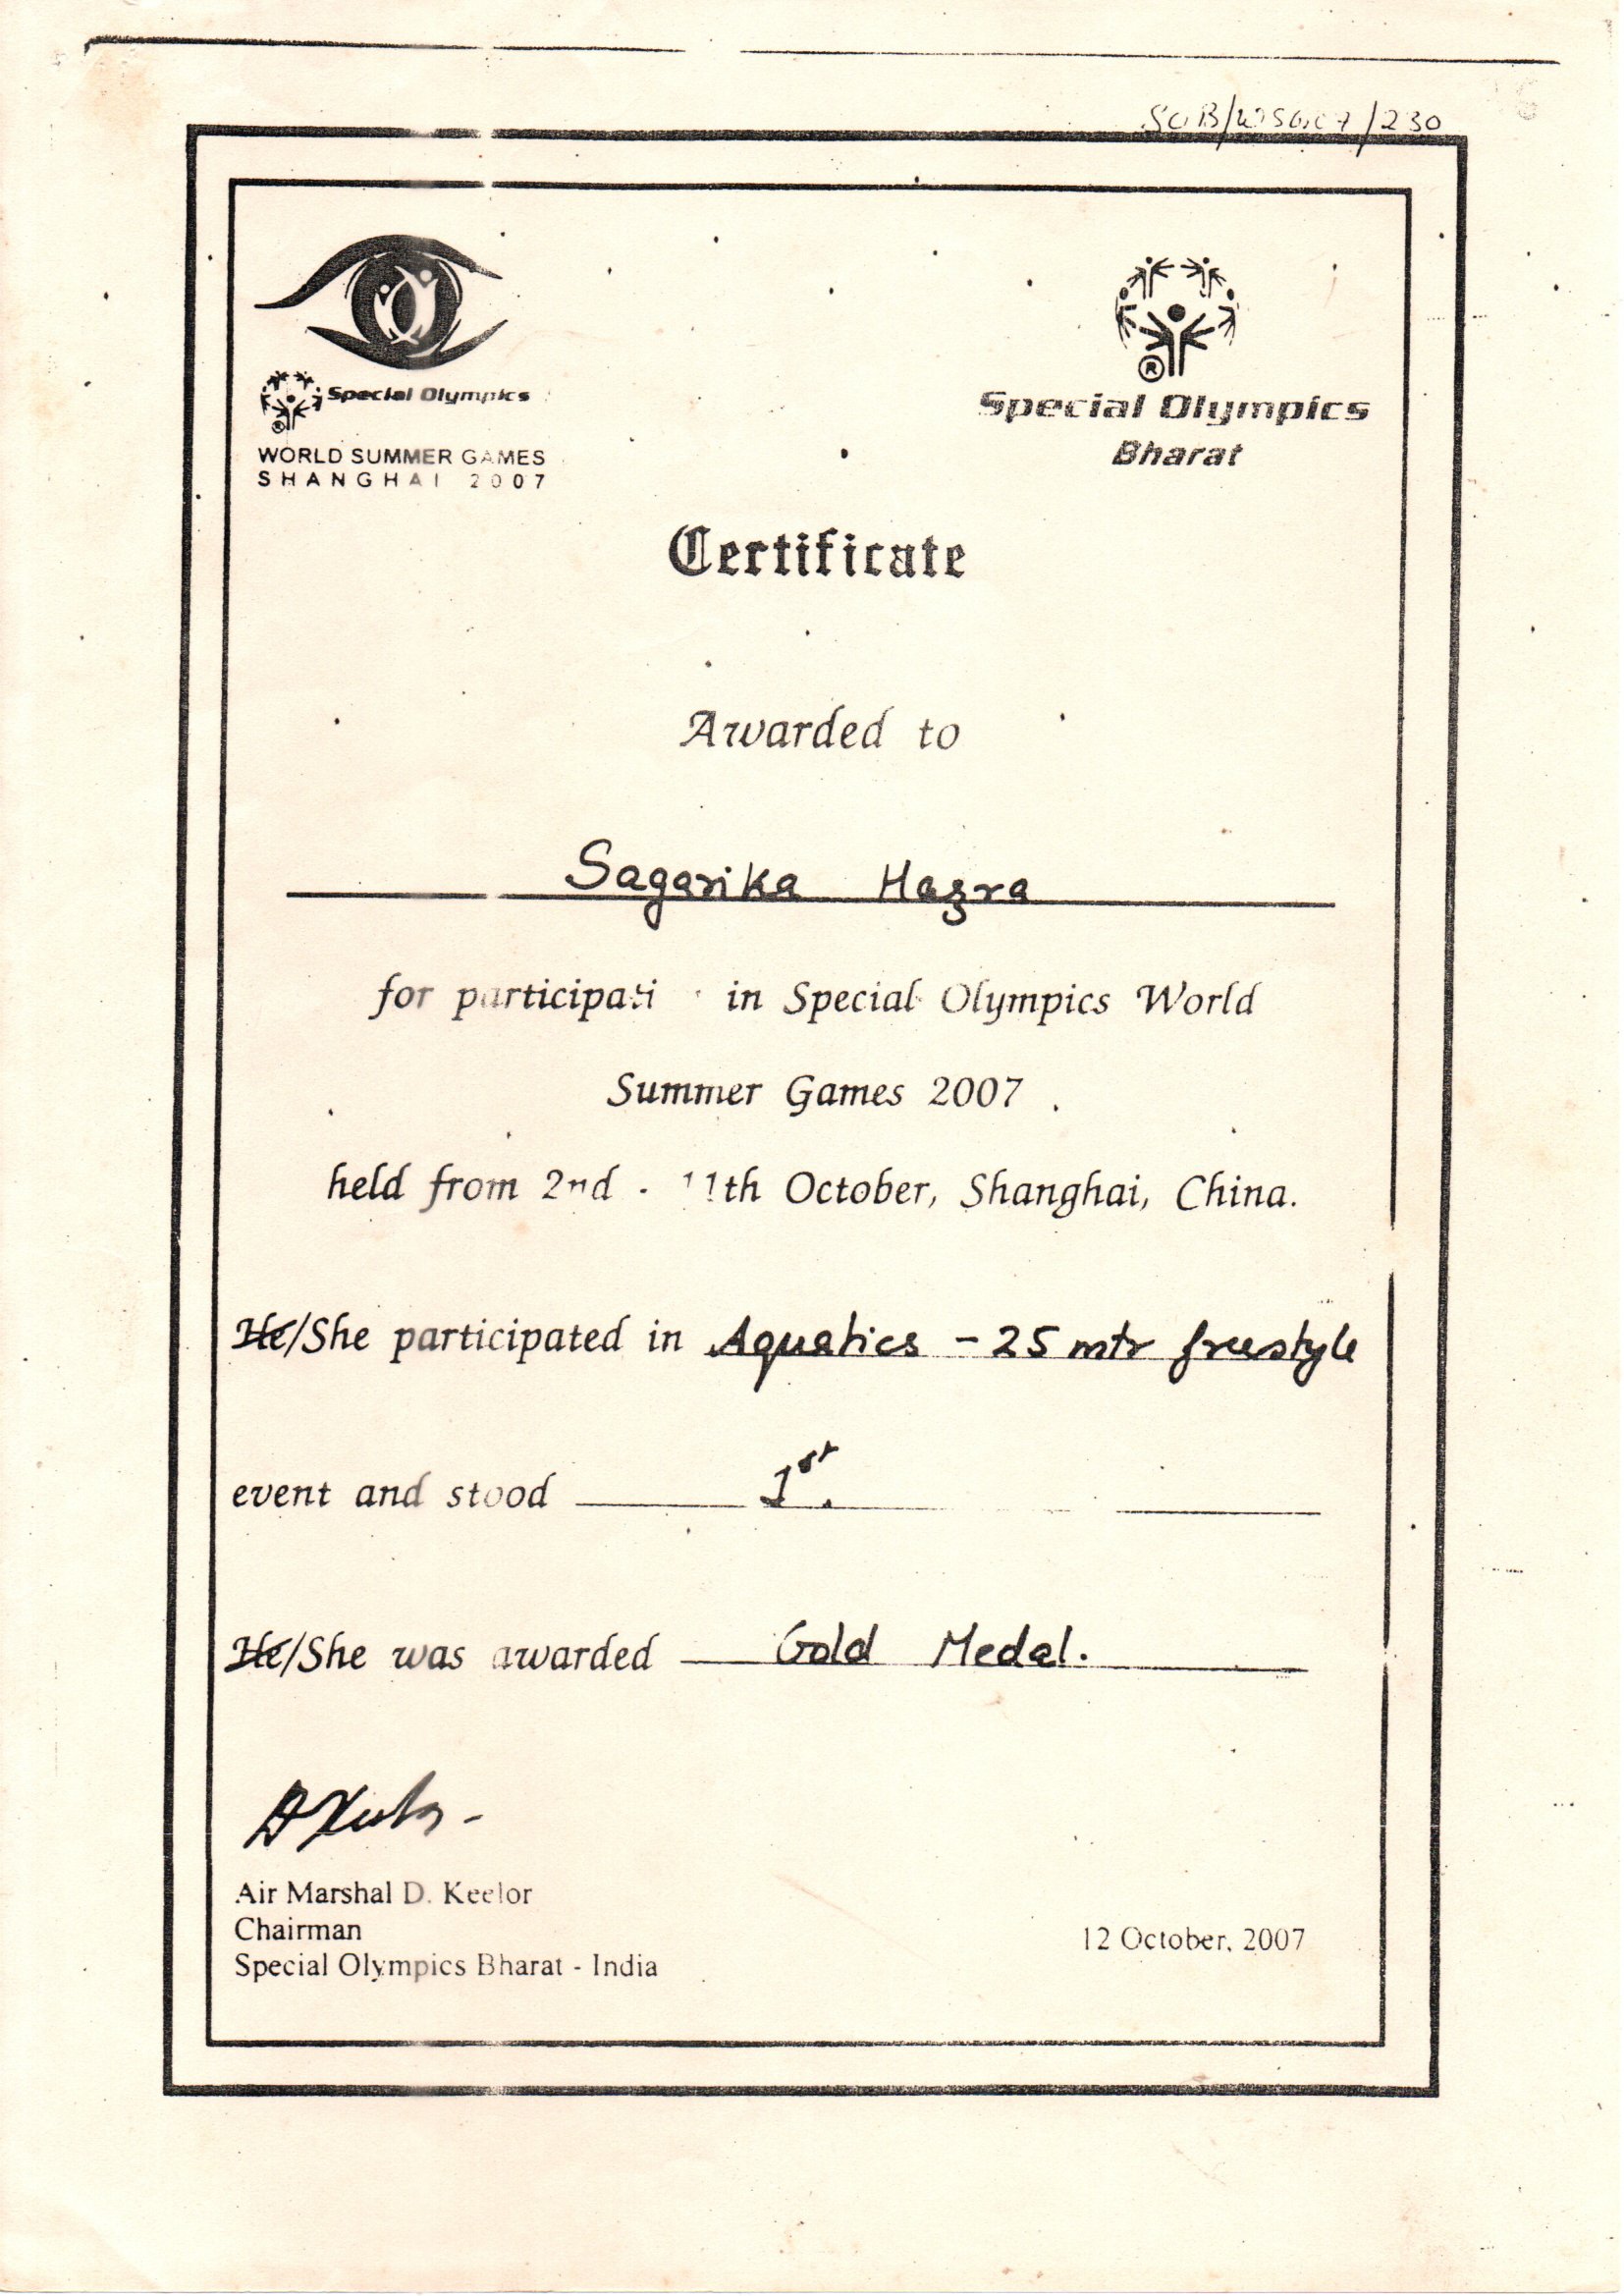 SOB/WSG07/230
Special Olympics
WORLD SUMMER GAMES
SHANGHAI 2007
Special Olympics
Bharat
Certificate
Awarded to
Sagarika Hazra
for participati in Special Olympics World
Summer Games 2007
held from 2nd - 11th October, Shanghai, China.
He/She participated in Aquatics - 25 mtr freestyle
event and stood 1st.
He/She was awarded Gold Medal.
Air Marshal D. Keelor
Chairman
Special Olympics Bharat - India
12 October, 2007